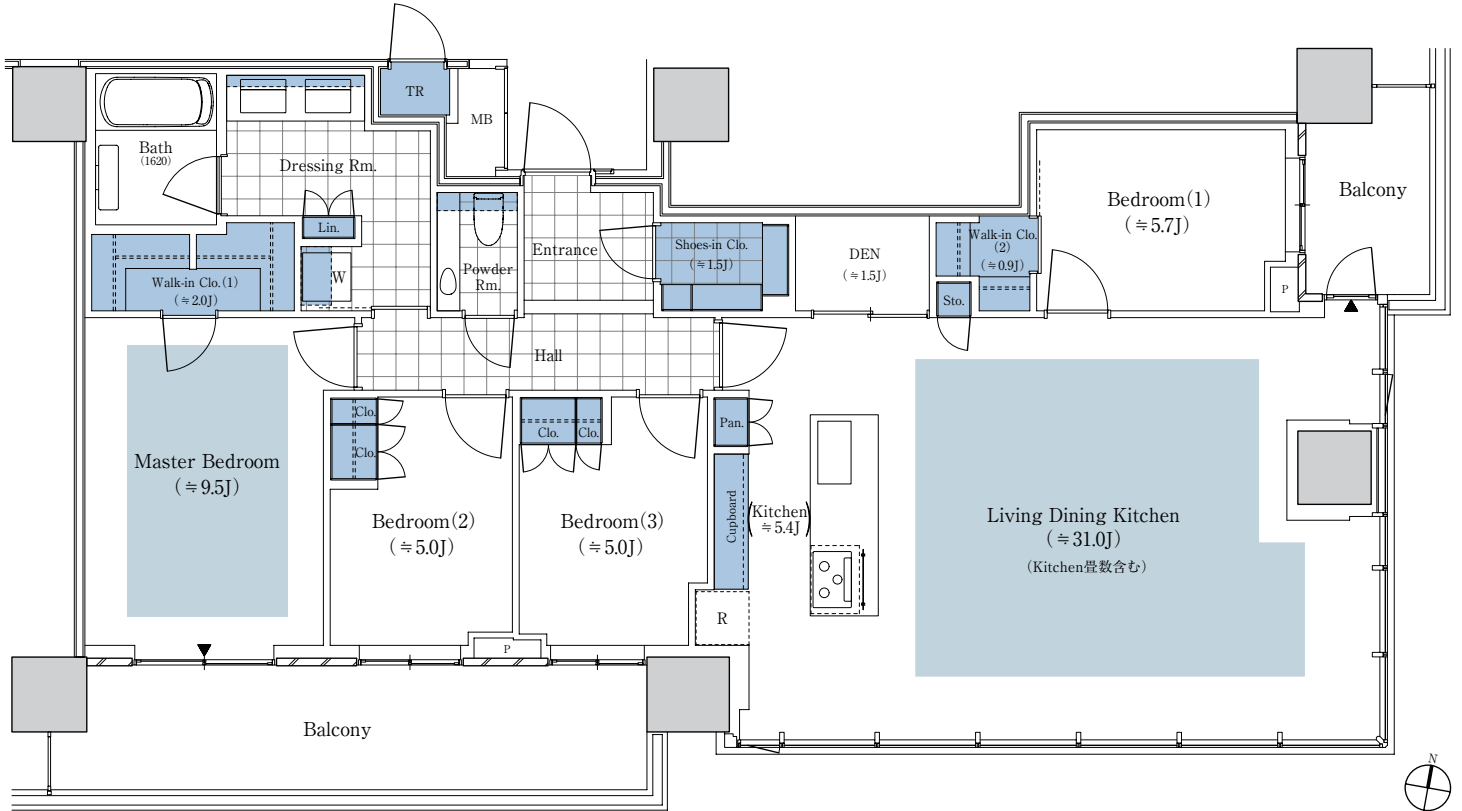 TR
MB
Bath
(1620)
Dressing Rm.
Lin.
W
Walk-in Clo.(1)
(≒2.0J)
Powder
Rm.
Entrance
Shoes-in Clo.
(≒1.5J)
DEN
(≒1.5J)
Walk-in Clo.
(2)
(≒0.9J)
Sto.
Bedroom(1)
(≒5.7J)
P
Balcony
Hall
Master Bedroom
(≒9.5J)
Clo.
Clo.
Bedroom(2)
(≒5.0J)
Clo.
Clo.
Bedroom(3)
(≒5.0J)
P
Pan.
Cupboard
R
(Kitchen
≒5.4J)
Living Dining Kitchen
(≒31.0J)
(Kitchen畳数含む)
Balcony
N